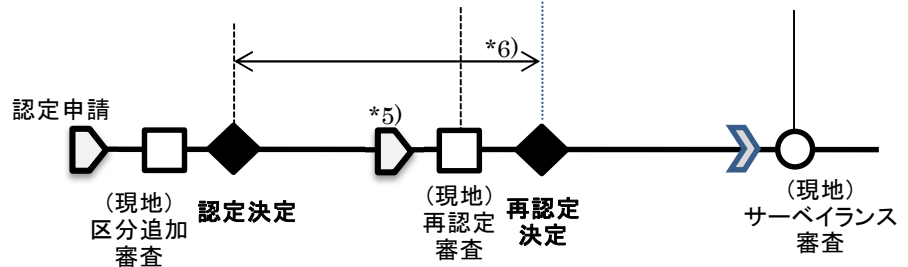 *6)
認定申請
*5)
(現地)
区分追加
審査
認定決定
(現地)
再認定
審査
再認定
決定
(現地)
サーベイランス
審査